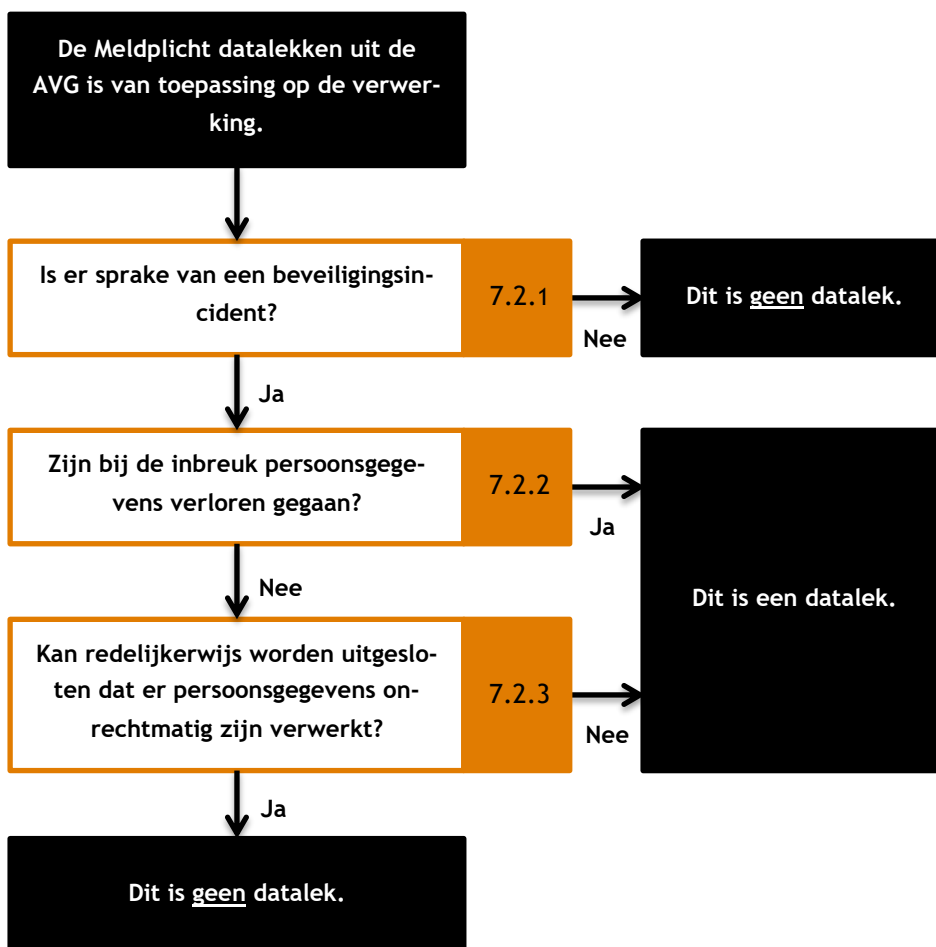 De Meldplicht datalekken uit de
AVG is van toepassing op de verwer-
king.
Is er sprake van een beveiligingsin-
cident?
7.2.1
Nee
Dit is geen datalek.
Ja
Zijn bij de inbreuk persoonsgege-
vens verloren gegaan?
7.2.2
Ja
Dit is een datalek.
Nee
Kan redelijkerwijs worden uitgeslo-
ten dat er persoonsgegevens on-
rechtmatig zijn verwerkt?
7.2.3
Nee
Ja
Dit is geen datalek.